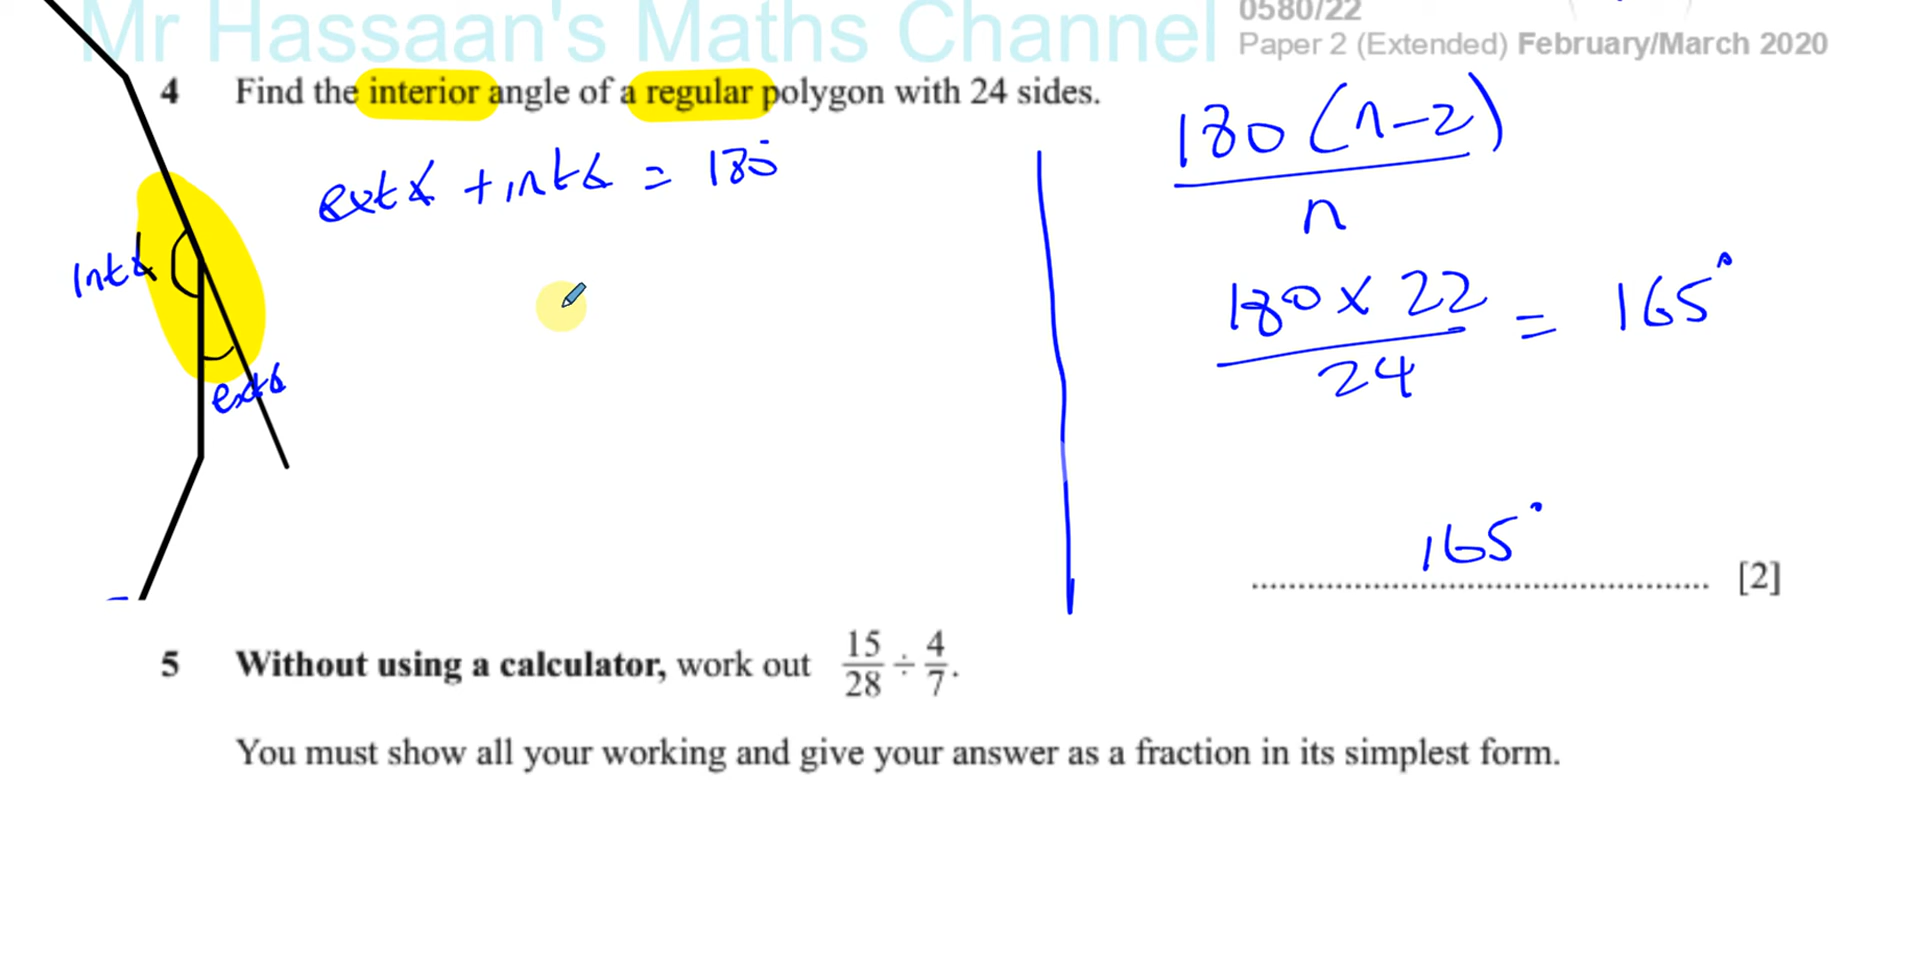 Mr Hassaan's Maths Channel
0580/22
Paper 2 (Extended) February/March 2020
4 Find the interior angle of a regular polygon with 24 sides.
ext∡ + int∡ = 180°
int∡
ext∡
180(n-2)
n
180 × 22
24
= 165°
165°
[2]
5 Without using a calculator, work out 15/28 ÷ 4/7.
You must show all your working and give your answer as a fraction in its simplest form.